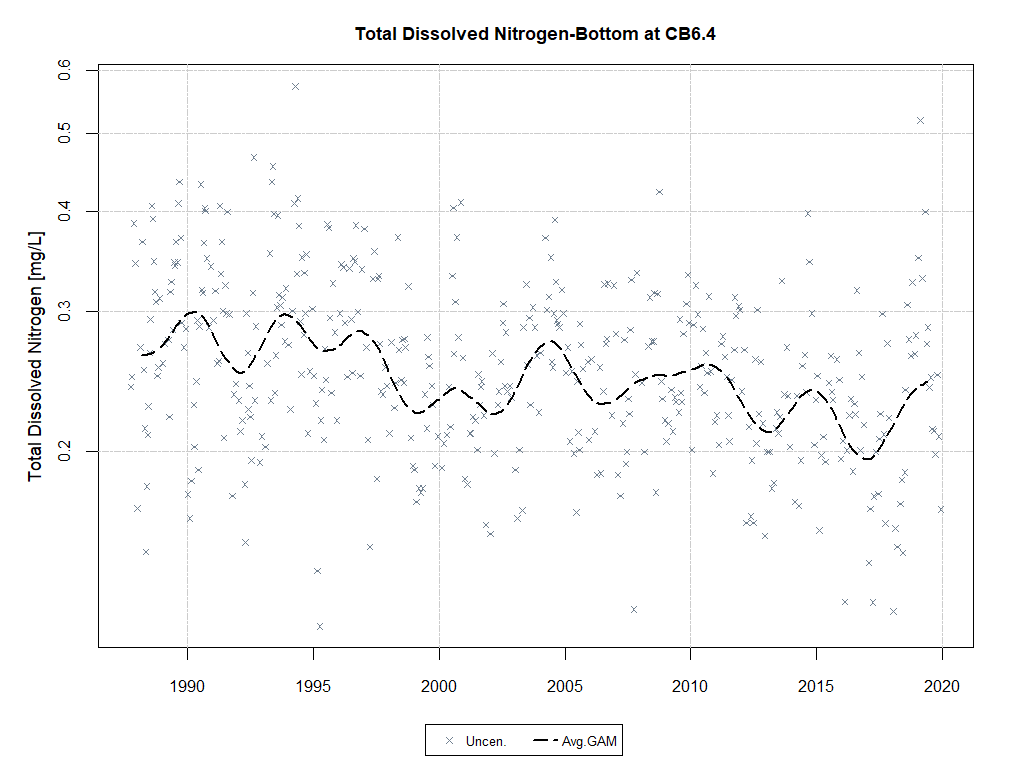 Total Dissolved Nitrogen-Bottom at CB6.4
Total Dissolved Nitrogen [mg/L]
0.6
0.5
0.4
0.3
0.2
1990 1995 2000 2005 2010 2015 2020
Uncen. Avg.GAM